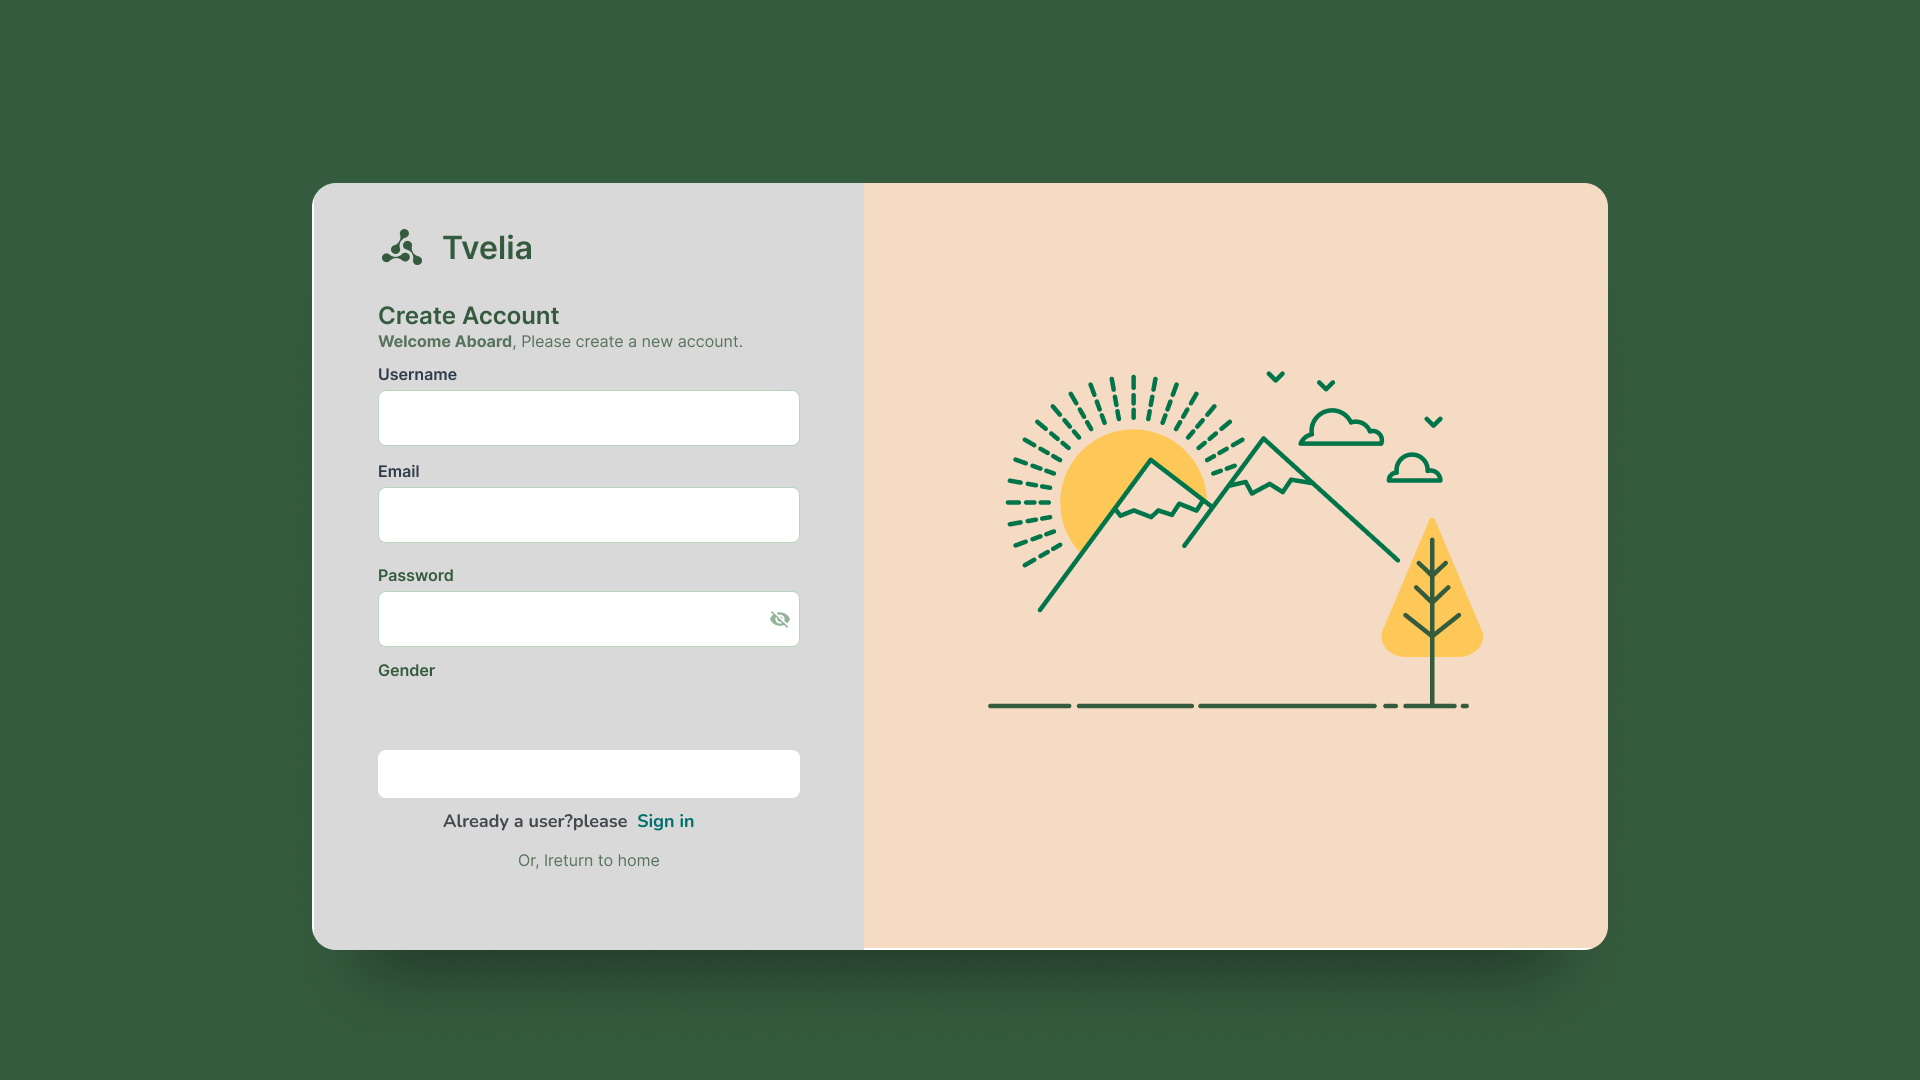 Tvelia
Create Account
Welcome Aboard, Please create a new account.
Username
Email
Password
Gender
Already a user?please Sign in
Or, lreturn to home